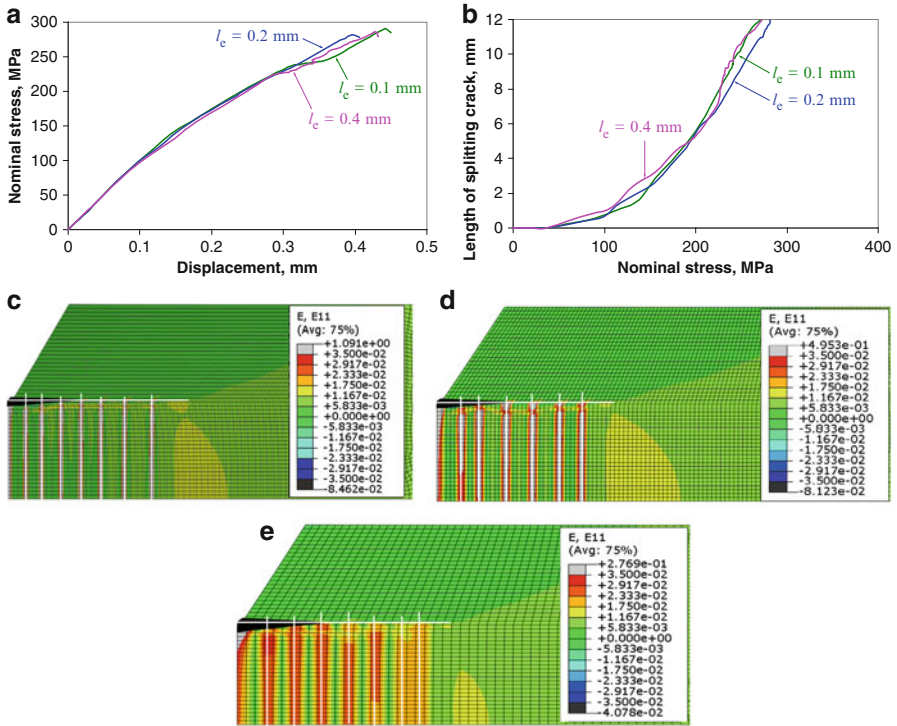 a
Nominal stress, MPa
300
250
200
150
100
50
0
0
0.1
0.2
0.3
0.4
0.5
Displacement, mm
le = 0.2 mm
le = 0.1 mm
le = 0.4 mm
b
Length of splitting crack, mm
12
10
8
6
4
2
0
0
100
200
300
400
Nominal stress, MPa
le = 0.1 mm
le = 0.2 mm
le = 0.4 mm
c
E, E11
(Avg: 75%)
+1.091e+00
+3.500e-02
+2.917e-02
+2.333e-02
+1.750e-02
+1.167e-02
+5.833e-03
+0.000e+00
-5.833e-03
-1.167e-02
-1.750e-02
-2.333e-02
-2.917e-02
-3.500e-02
-8.462e-02
d
E, E11
(Avg: 75%)
+4.953e-01
+3.500e-02
+2.917e-02
+2.333e-02
+1.750e-02
+1.167e-02
+5.833e-03
+0.000e+00
-5.833e-03
-1.167e-02
-1.750e-02
-2.333e-02
-2.917e-02
-3.500e-02
-8.123e-02
e
E, E11
(Avg: 75%)
+2.769e-01
+3.500e-02
+2.917e-02
+2.333e-02
+1.750e-02
+1.167e-02
+5.833e-03
+0.000e+00
-5.833e-03
-1.167e-02
-1.750e-02
-2.333e-02
-2.917e-02
-3.500e-02
-4.078e-02